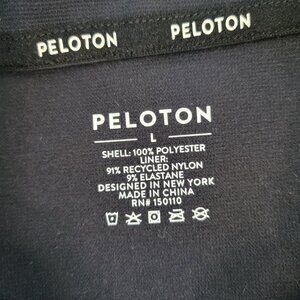 PELOTON PELOTON
PELOTON
L
SHELL: 100% POLYESTER
LINER:
91% RECYCLED NYLON
9% ELASTANE
DESIGNED IN NEW YORK
MADE IN CHINA
RN# 150110